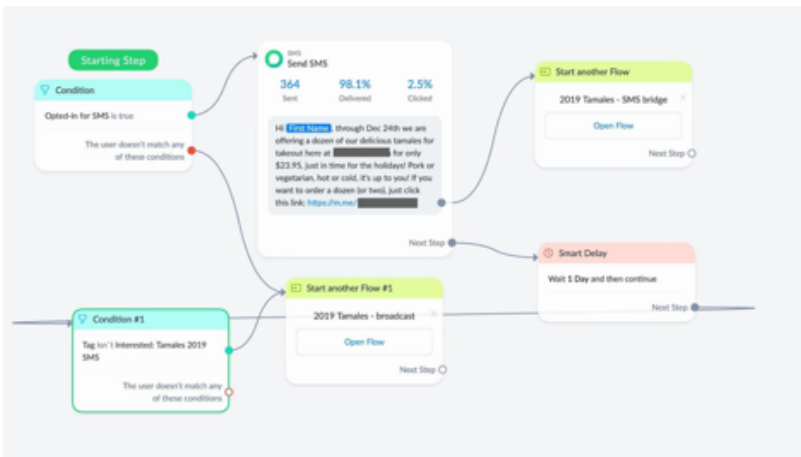 Starting Step
Condition
Opted-in for SMS is true
The user doesn't match any
of these conditions
SMS
Send SMS
364
98.1%
2.5%
Sent
Delivered
Clicked
Hi First Name, through Dec 24th we are
offering a dozen of our delicious tamales for
takeout here at for only
$23.95, just in time for the holidays! Pork or
vegetarian, hot or cold, it's up to you! If you
want to order a dozen (or two), just click
this link: https://m.me/
Next Step
Start another Flow
2019 Tamales - SMS bridge
Open Flow
Next Step
Smart Delay
Wait 1 Day and then continue
Next Step
Condition #1
Tag isn't Interested: Tamales 2019
SMS
The user doesn't match any
of these conditions
Start another Flow #1
2019 Tamales - broadcast
Open Flow
Next Step